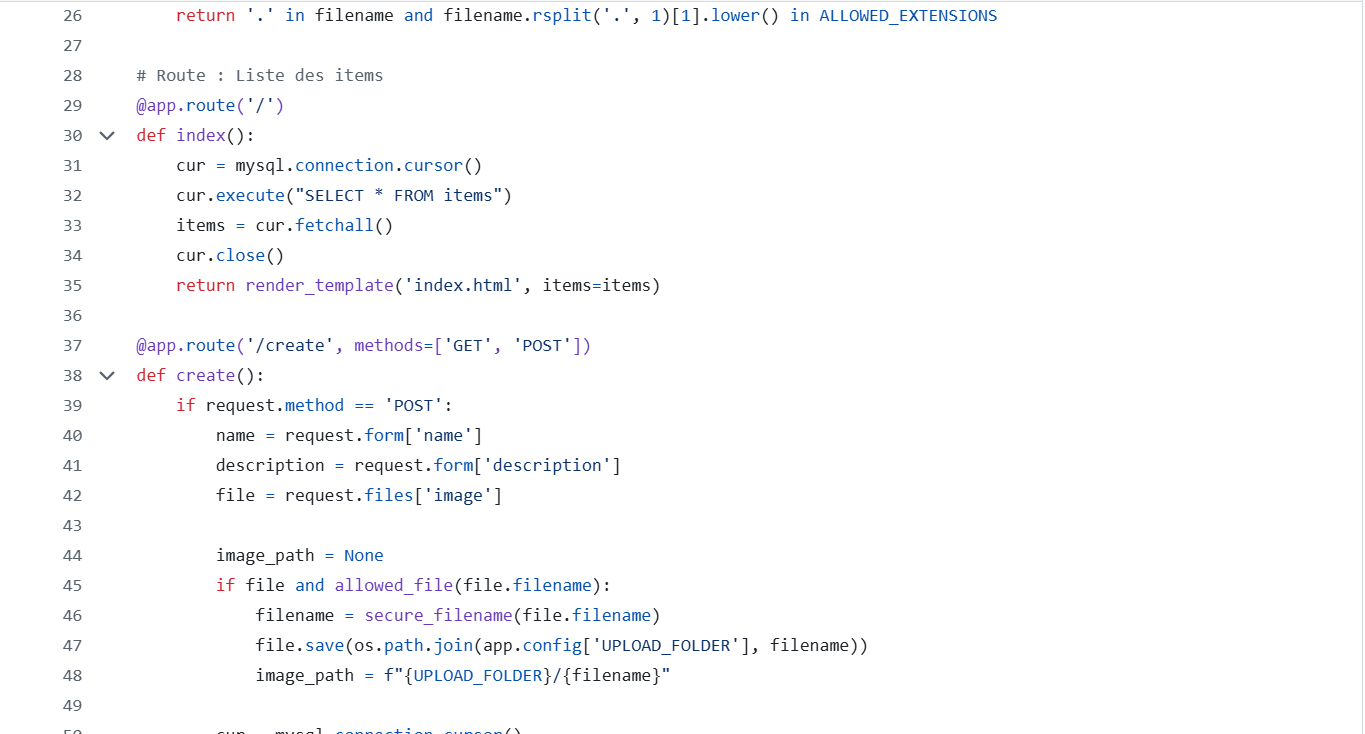 26 return '.' in filename and filename.rsplit('.', 1)[1].lower() in ALLOWED_EXTENSIONS
27
28 # Route : Liste des items
29 @app.route('/')
30 def index():
31 cur = mysql.connection.cursor()
32 cur.execute("SELECT * FROM items")
33 items = cur.fetchall()
34 cur.close()
35 return render_template('index.html', items=items)
36
37 @app.route('/create', methods=['GET', 'POST'])
38 def create():
39 if request.method == 'POST':
40 name = request.form['name']
41 description = request.form['description']
42 file = request.files['image']
43
44 image_path = None
45 if file and allowed_file(file.filename):
46 filename = secure_filename(file.filename)
47 file.save(os.path.join(app.config['UPLOAD_FOLDER'], filename))
48 image_path = f"{UPLOAD_FOLDER}/{filename}"
49
50 cur = mysql.connection.cursor()